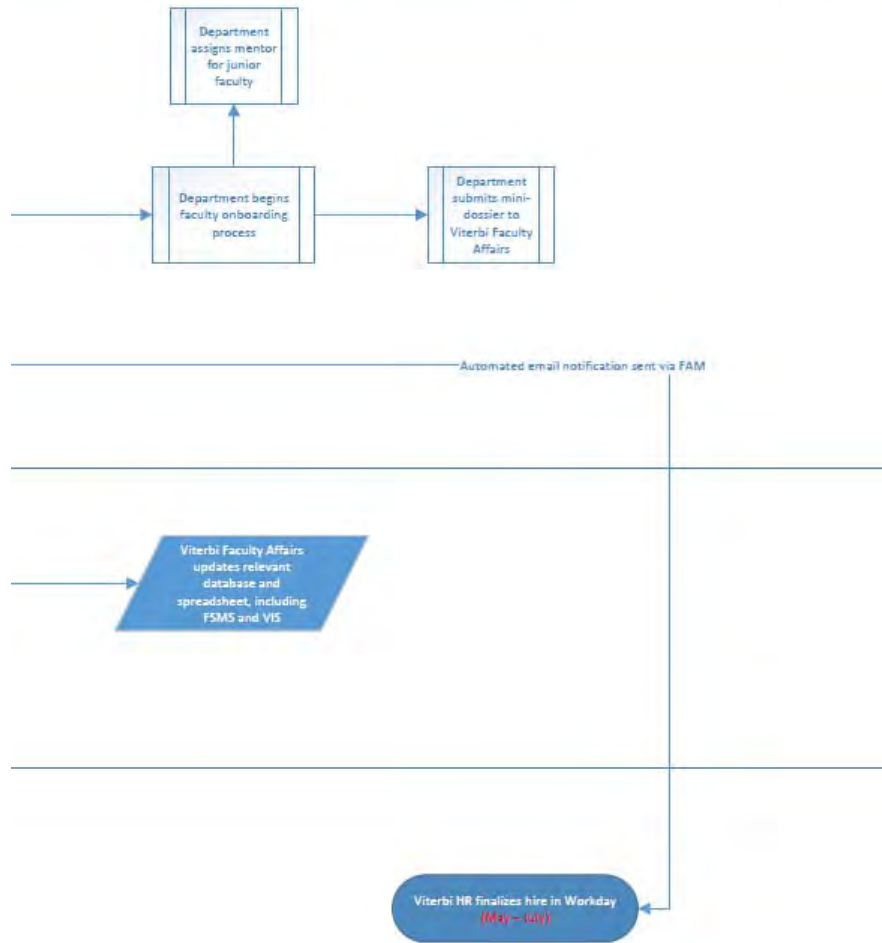 Department
assigns mentor
for junior
faculty
Department begins
faculty onboarding
process
Department
submits mini-
dossier to
Viterbi Faculty
Affairs
Automated email notification sent via FAM
Viterbi Faculty Affairs
updates relevant
database and
spreadsheet, including
FSMS and VIS
Viterbi HR finalizes hire in Workday
(May – July)